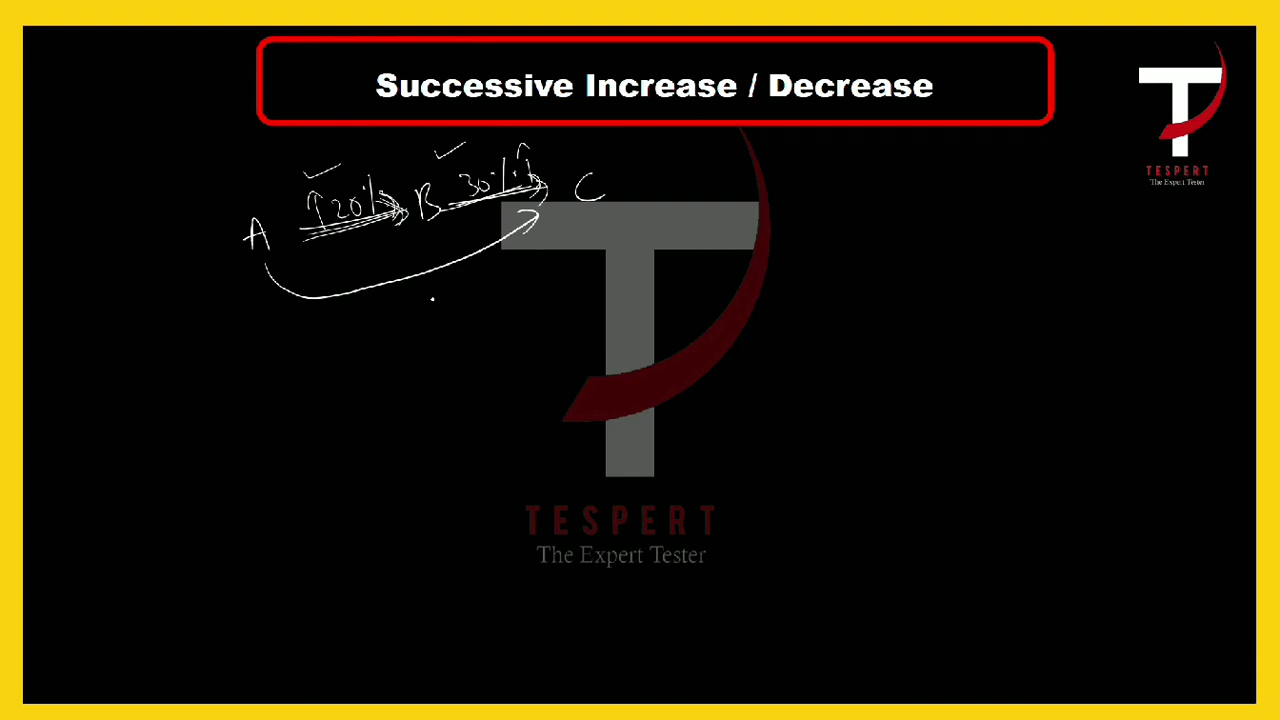 Successive Increase / Decrease
TESPERT
The Expert Tester
A ↑20% B 30%↑ C
TESPERT
The Expert Tester